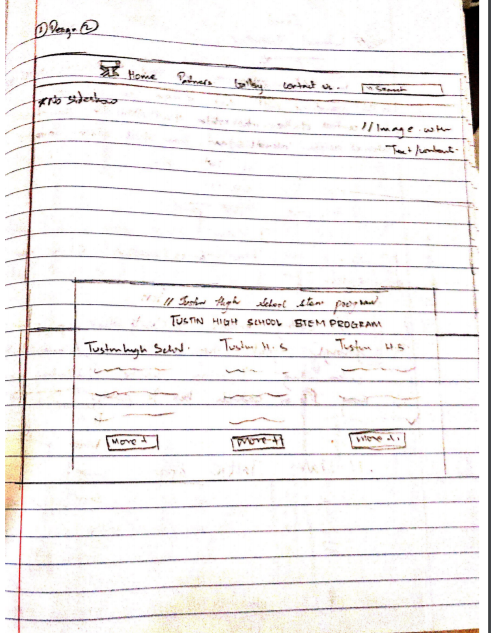 ① Design ②
Home Partners Gallery Contact us. " Search
* No slideshow
// Image with
Text/content.
// Tustin High School Stem program
TUSTIN HIGH SCHOOL STEM PROGRAM
Tustin high School. Tustin H.S Tustin H.S.
More + More + More +